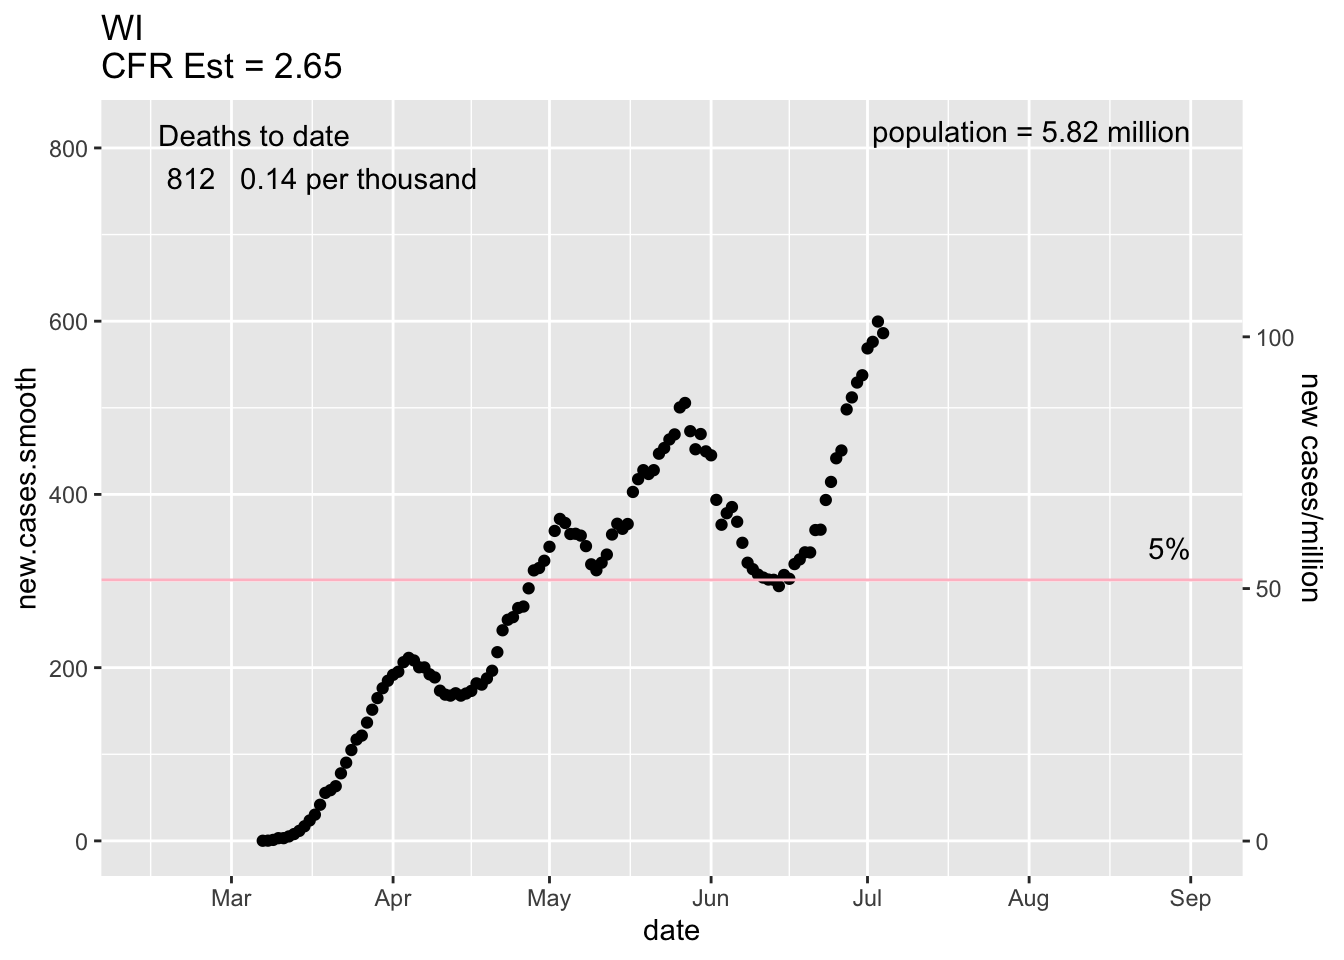 WI
CFR Est = 2.65
Deaths to date
812 0.14 per thousand
population = 5.82 million
5%
new.cases.smooth
800
600
400
200
0
new cases/million
100
50
0
Mar Apr May Jun Jul Aug Sep
date